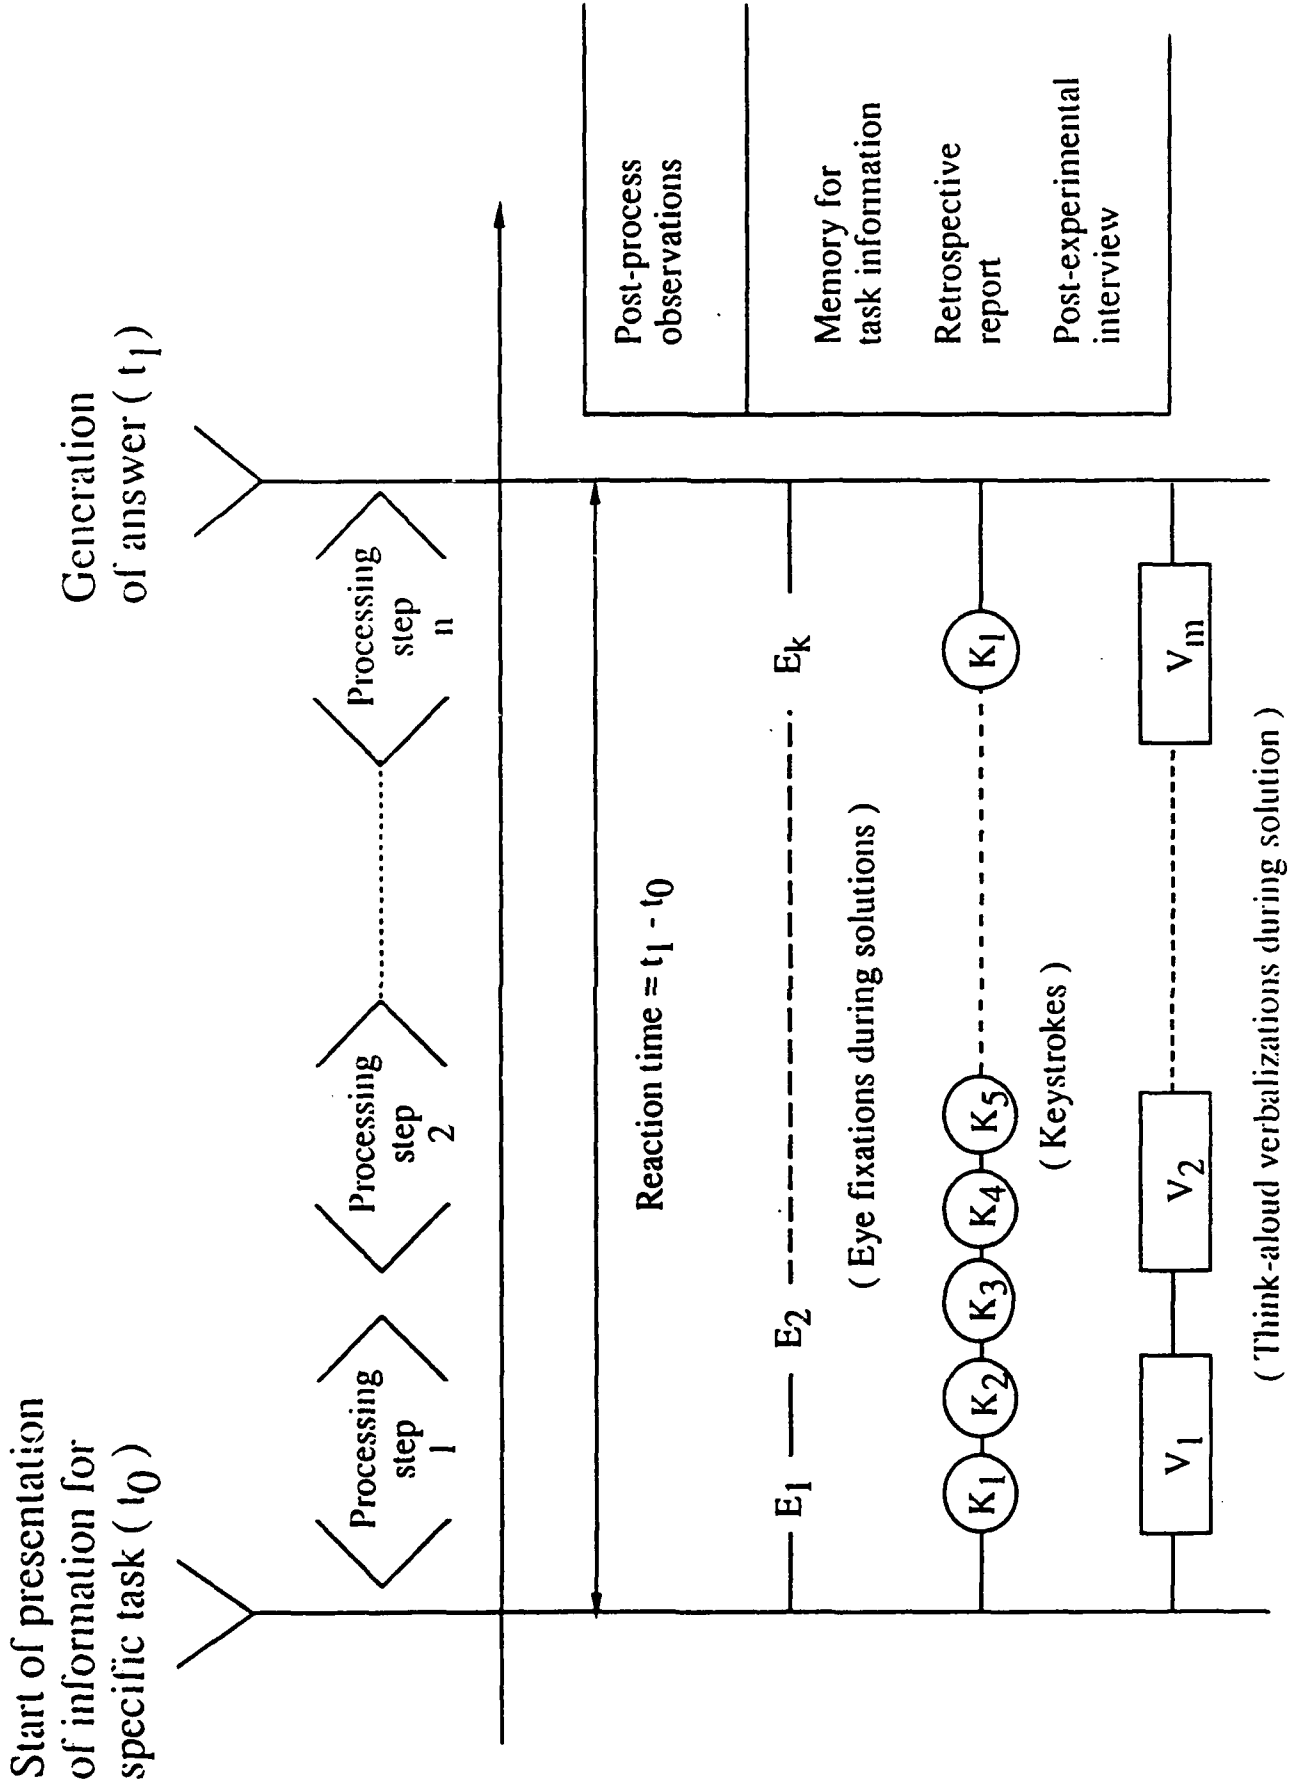 Start of presentation
of information for
specific task ( t0 )
Generation
of answer ( t1 )
Processing
step
1
Processing
step
2
Processing
step
n
Reaction time = t1 - t0
E1
E2
Ek
( Eye fixations during solutions )
K1
K2
K3
K4
K5
Kl
( Keystrokes )
V1
V2
Vm
( Think-aloud verbalizations during solution )
Post-process
observations
Memory for
task information
Retrospective
report
Post-experimental
interview